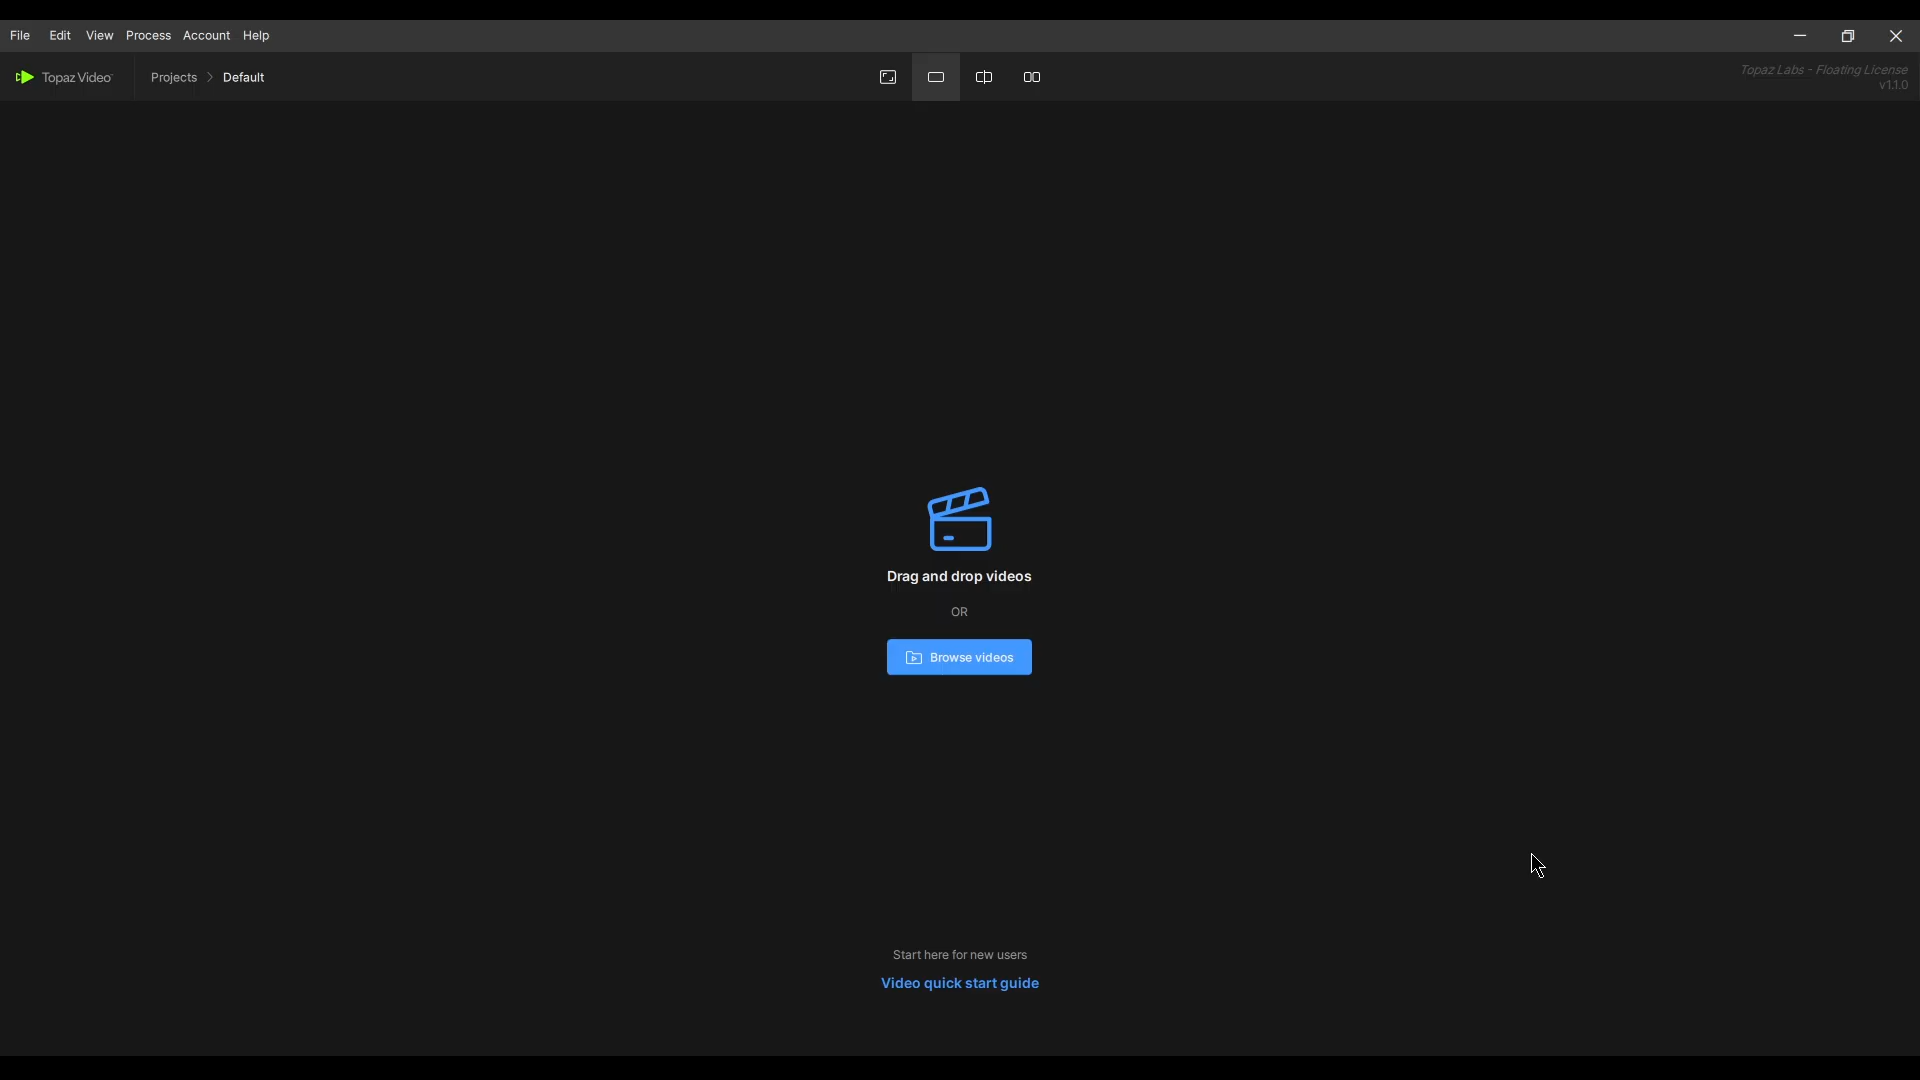 File Edit View Process Account Help
Topaz Video Projects > Default
Topaz Labs - Floating License
v1.1.0
Drag and drop videos
OR
Browse videos
Start here for new users
Video quick start guide